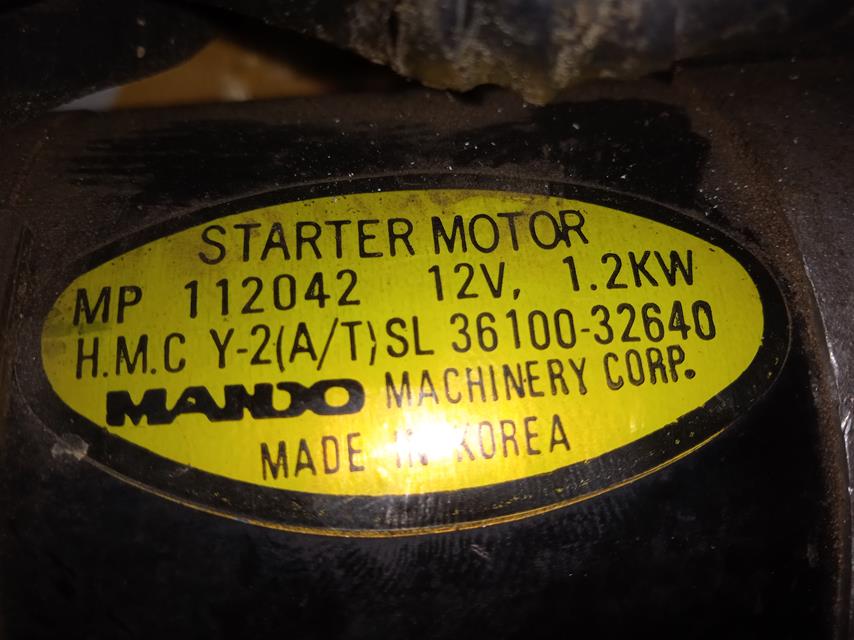 STARTER MOTOR
MP 112042 12V, 1.2KW
H.M.C Y-2(A/T)SL 36100-32640
MANDO MACHINERY CORP.
MADE IN KOREA